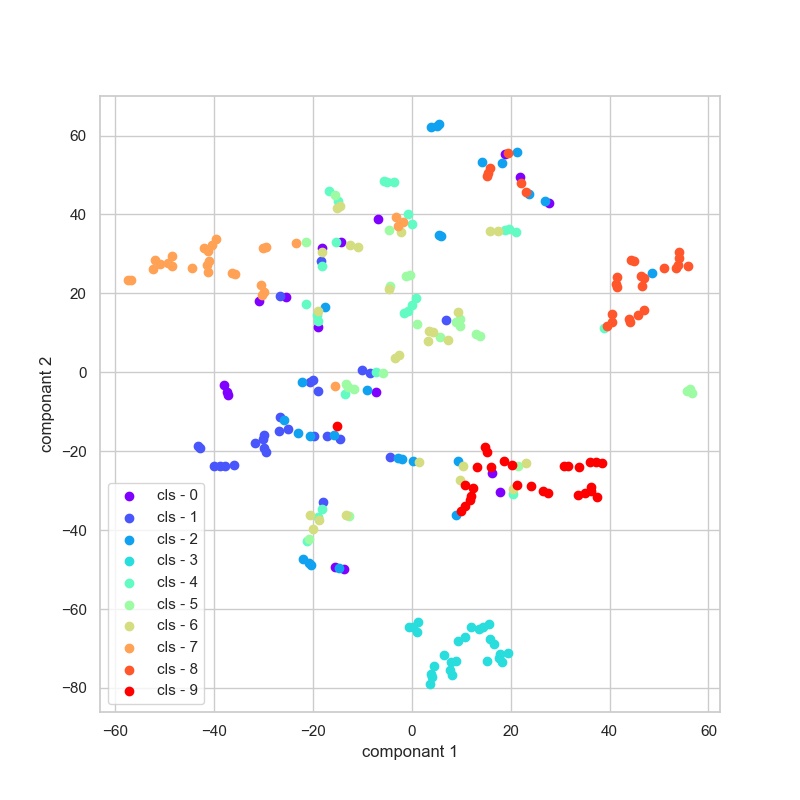 60
40
20
0
−20
−40
−60
−80
componant 2
cls - 0
cls - 1
cls - 2
cls - 3
cls - 4
cls - 5
cls - 6
cls - 7
cls - 8
cls - 9
−60 −40 −20 0 20 40 60
componant 1